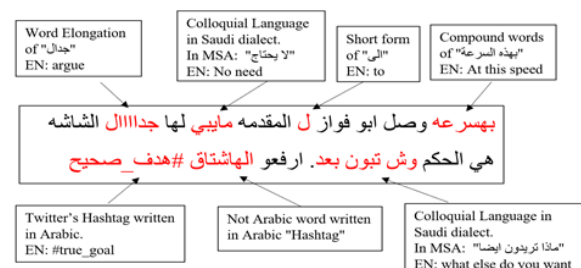 Word Elongation
of "جدال"
EN: argue
Colloquial Language
in Saudi dialect.
In MSA: "لا يحتاج"
EN: No need
Short form
of "الى"
EN: to
Compound words
of "بهذه السرعة"
EN: At this speed
بهسرعه وصل ابو فواز ل المقدمه مايبي لها جدااااال الشاشه
هي الحكم وش تبون بعد. ارفعو الهاشتاق #هدف_صحيح
Twitter's Hashtag written
in Arabic.
EN: #true_goal
Not Arabic word written
in Arabic "Hashtag"
Colloquial Language in
Saudi dialect.
In MSA: "ماذا تريدون ايضا"
EN: what else do you want